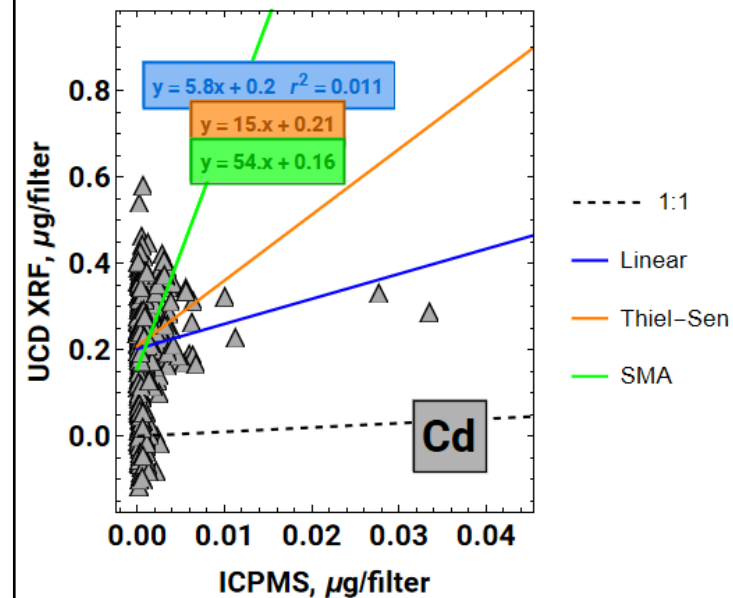 UCD XRF, μg/filter
0.8
0.6
0.4
0.2
0.0
y = 5.8x + 0.2 r² = 0.011
y = 15.x + 0.21
y = 54.x + 0.16
Cd
0.00 0.01 0.02 0.03 0.04
ICPMS, μg/filter
1:1
Linear
Thiel–Sen
SMA